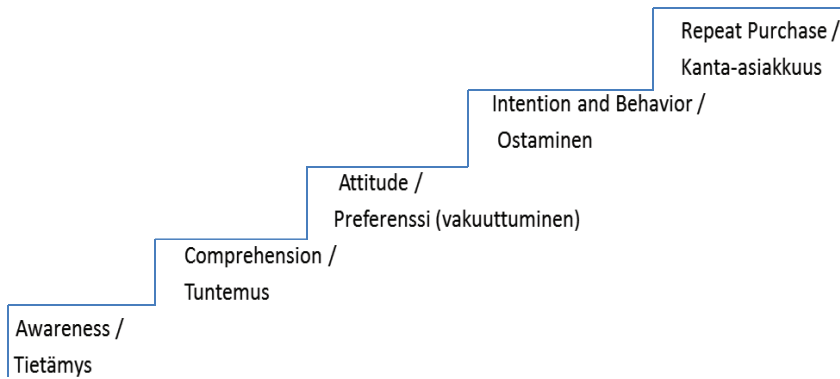 Repeat Purchase /
Kanta-asiakkuus
Intention and Behavior /
Ostaminen
Attitude /
Preferenssi (vakuuttuminen)
Comprehension /
Tuntemus
Awareness /
Tietämys